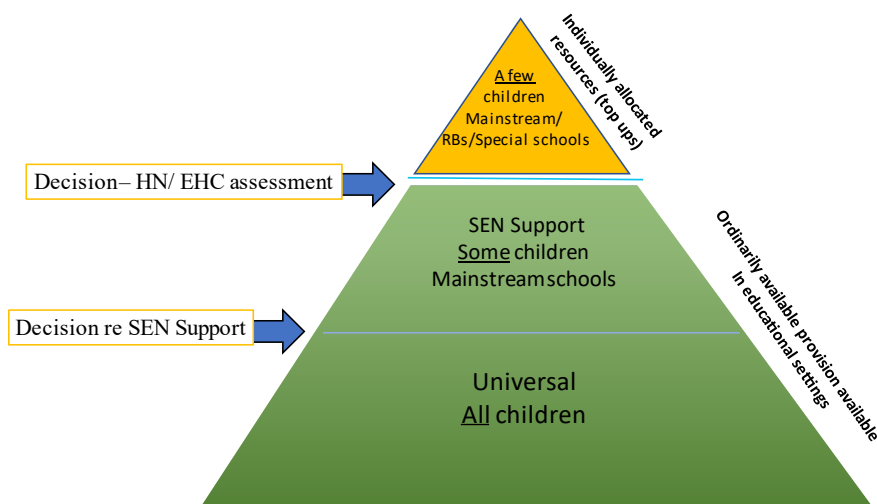 A few
children
Mainstream/
RBs/Special schools
Individually allocated
resources (top ups)
Decision– HN/ EHC assessment
SEN Support
Some children
Mainstreamschools
Ordinarily available provision available
In educational settings
Decision re SEN Support
Universal
All children